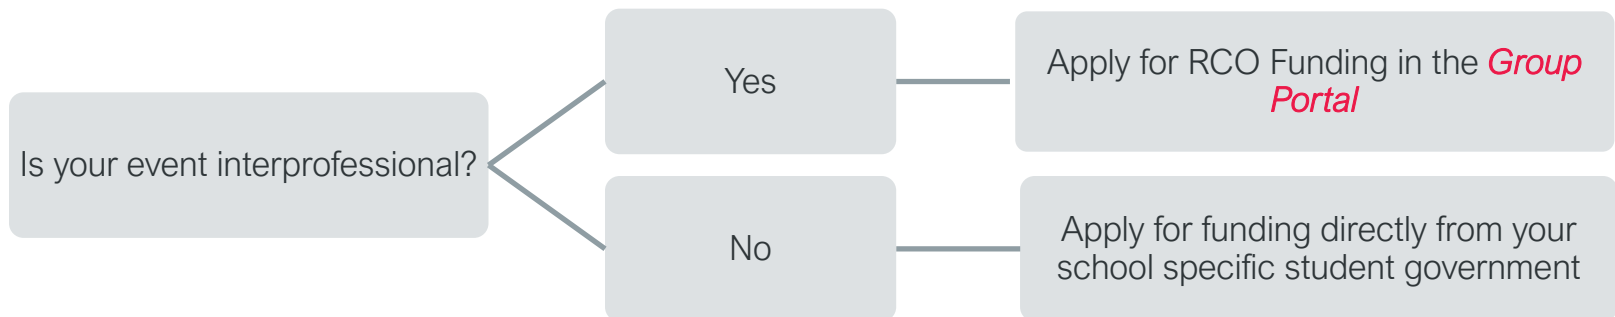 Is your event interprofessional?
Yes
Apply for RCO Funding in the Group
Portal
No
Apply for funding directly from your
school specific student government